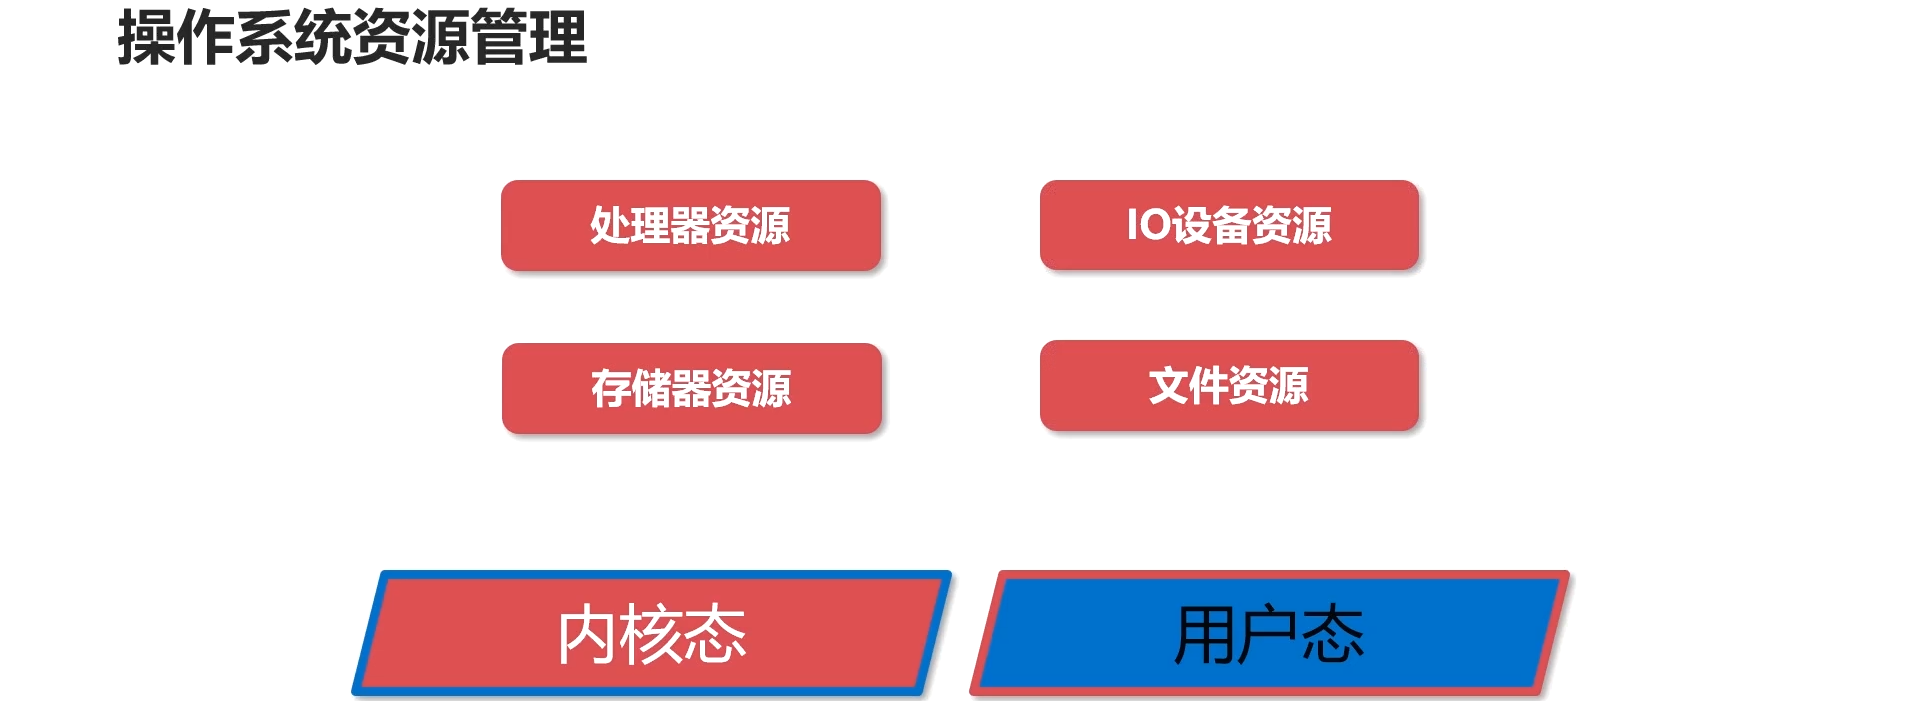 操作系统资源管理
处理器资源
IO设备资源
存储器资源
文件资源
内核态
用户态